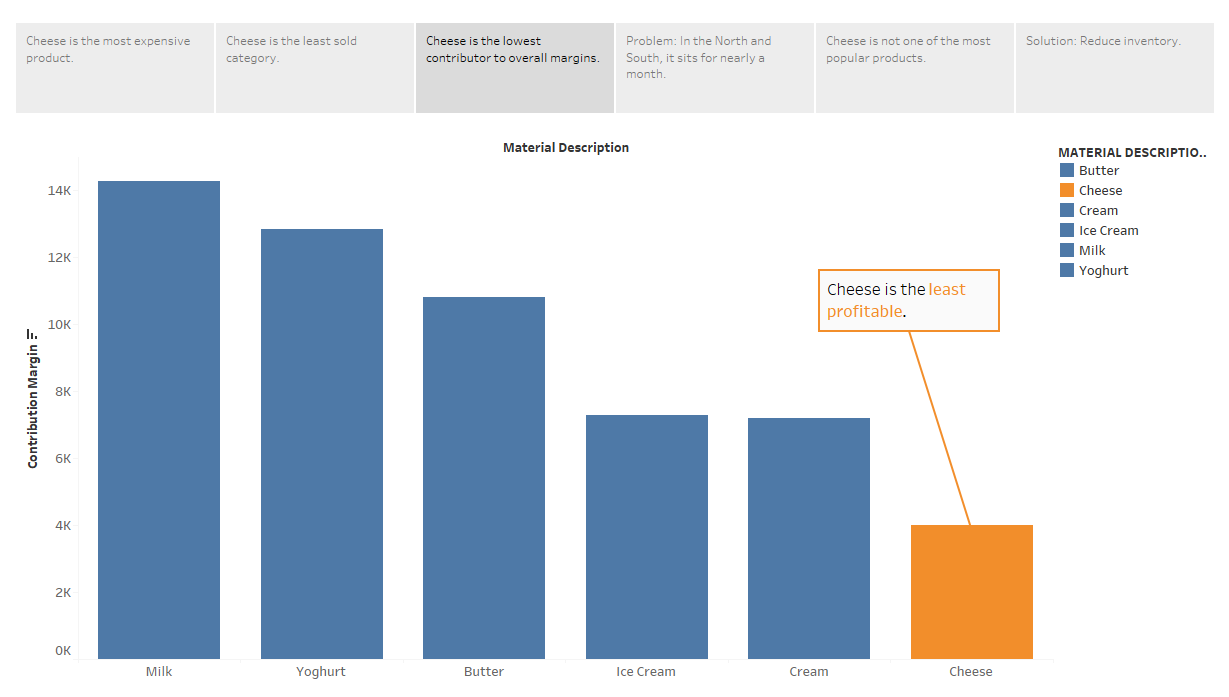 Cheese is the most expensive
product.
Cheese is the least sold
category.
Cheese is the lowest
contributor to overall margins.
Problem: In the North and
South, it sits for nearly a
month.
Cheese is not one of the most
popular products.
Solution: Reduce inventory.
Material Description
MATERIAL DESCRIPTIO..
Butter
Cheese
Cream
Ice Cream
Milk
Yoghurt
Contribution Margin
14K
12K
10K
8K
6K
4K
2K
0K
Cheese is the least
profitable.
Milk
Yoghurt
Butter
Ice Cream
Cream
Cheese